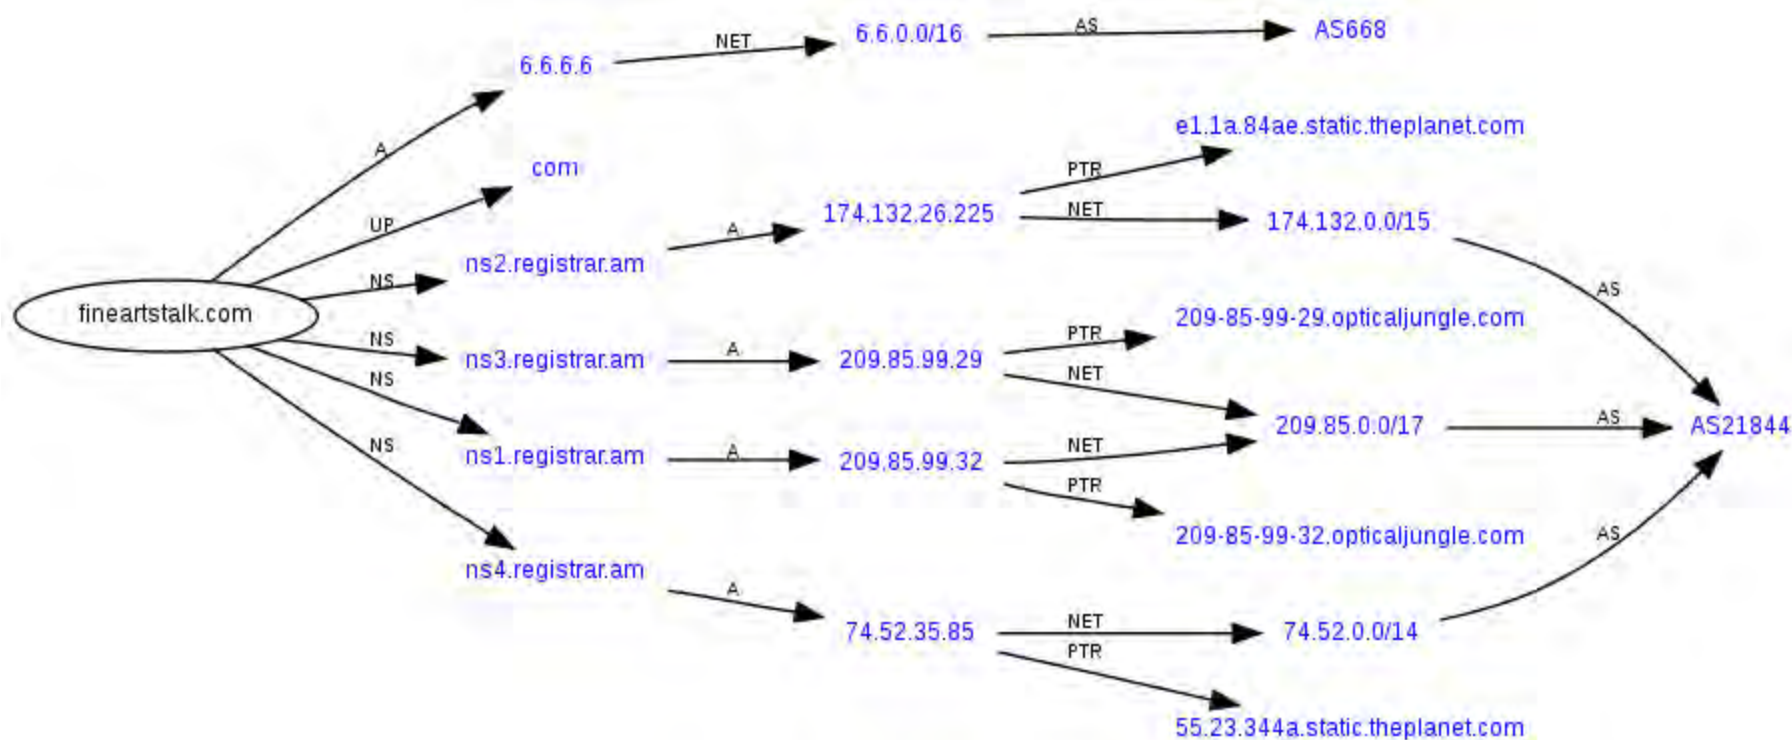 6.6.6.6
NET
6.6.0.0/16
AS
AS668
e1.1a.84ae.static.theplanet.com
A
com
PTR
UP
174.132.26.225
NET
174.132.0.0/15
A
ns2.registrar.am
NS
AS
fineartstalk.com
209-85-99-29.opticaljungle.com
PTR
NS
ns3.registrar.am
A
209.85.99.29
NET
NS
209.85.0.0/17
AS
AS21844
NS
ns1.registrar.am
A
209.85.99.32
NET
PTR
209-85-99-32.opticaljungle.com
AS
ns4.registrar.am
A
74.52.35.85
NET
74.52.0.0/14
PTR
55.23.344a.static.theplanet.com